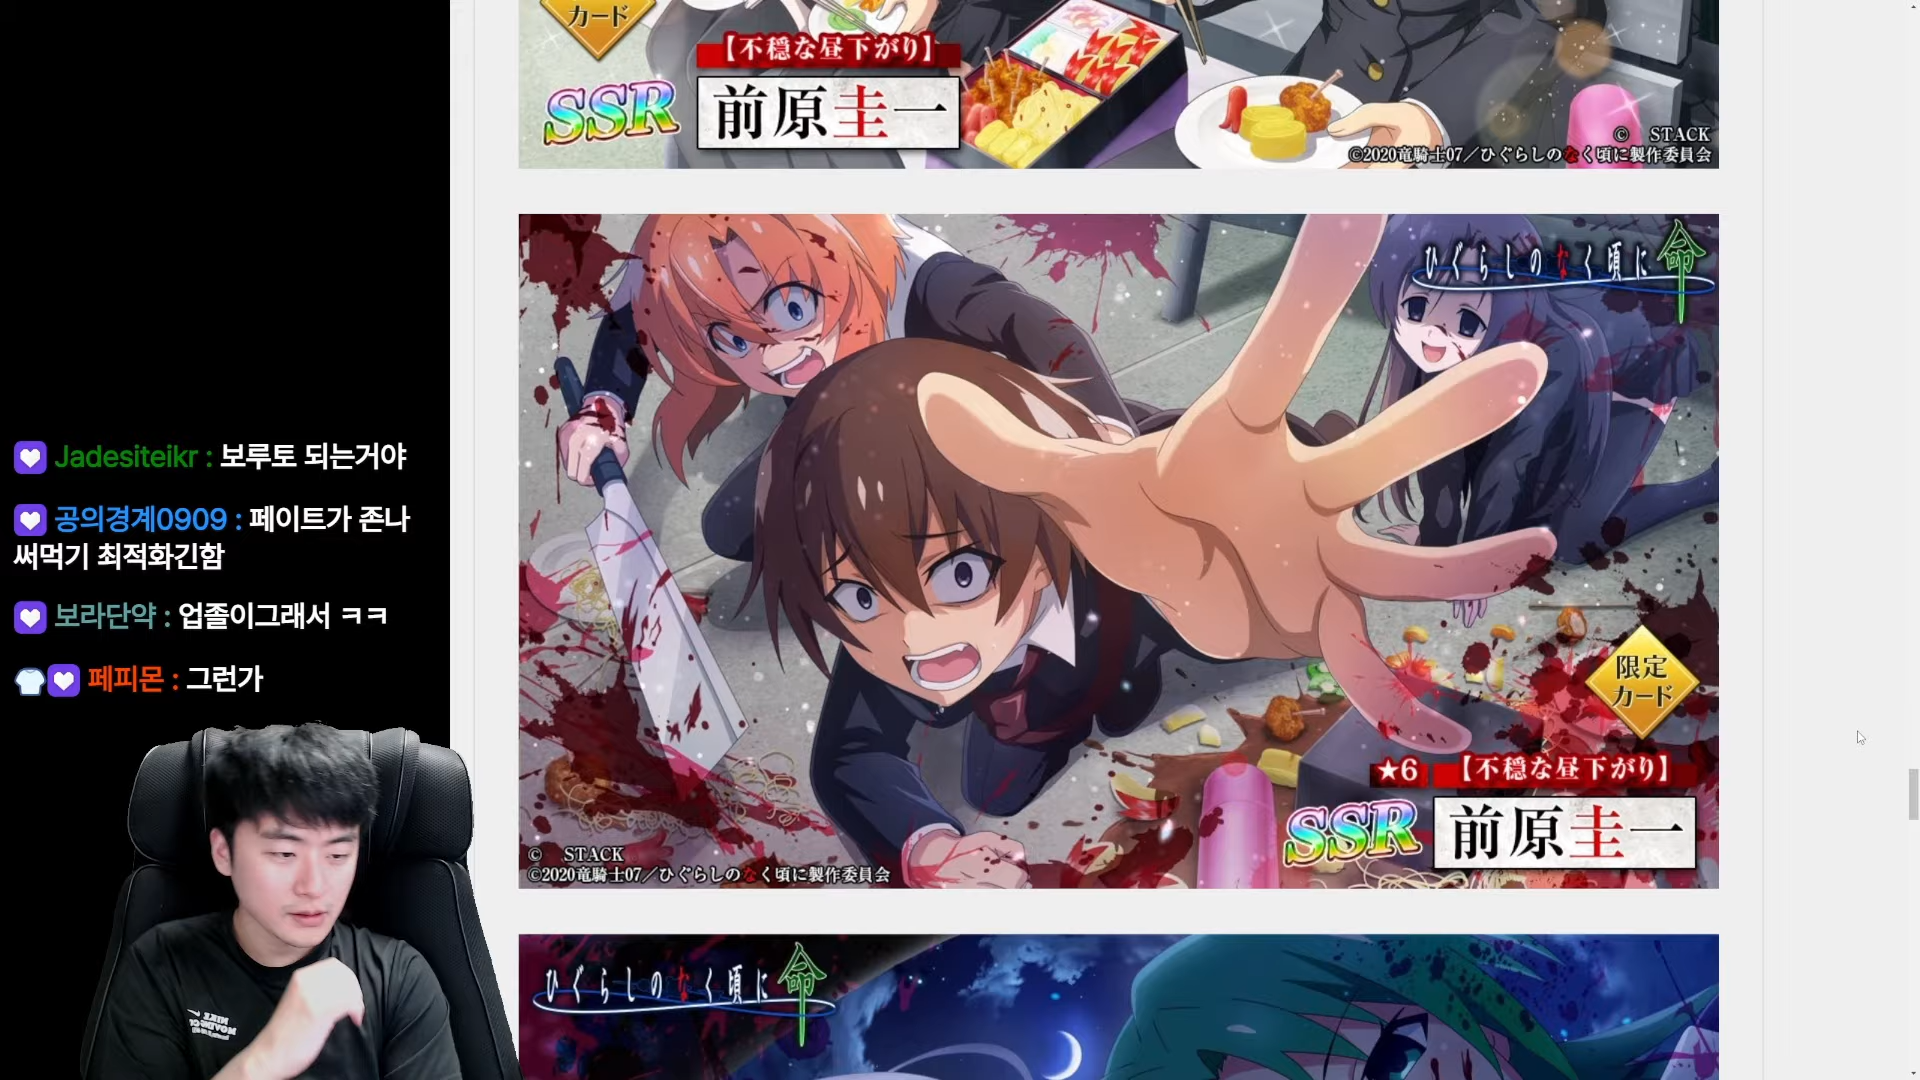 カード
【不穏な昼下がり】
SSR
前原圭一
© STACK
©2020竜騎士07／ひぐらしのなく頃に製作委員会
ひぐらしのなく頃に命
限定
カード
★6 【不穏な昼下がり】
SSR
前原圭一
© STACK
©2020竜騎士07／ひぐらしのなく頃に製作委員会
ひぐらしのなく頃に命
Jadesiteikr : 보루토 되는거야
공의경계0909 : 페이트가 존나
써먹기 최적화긴함
보라단약 : 업졸이그래서 ㅋㅋ
페피몬 : 그런가